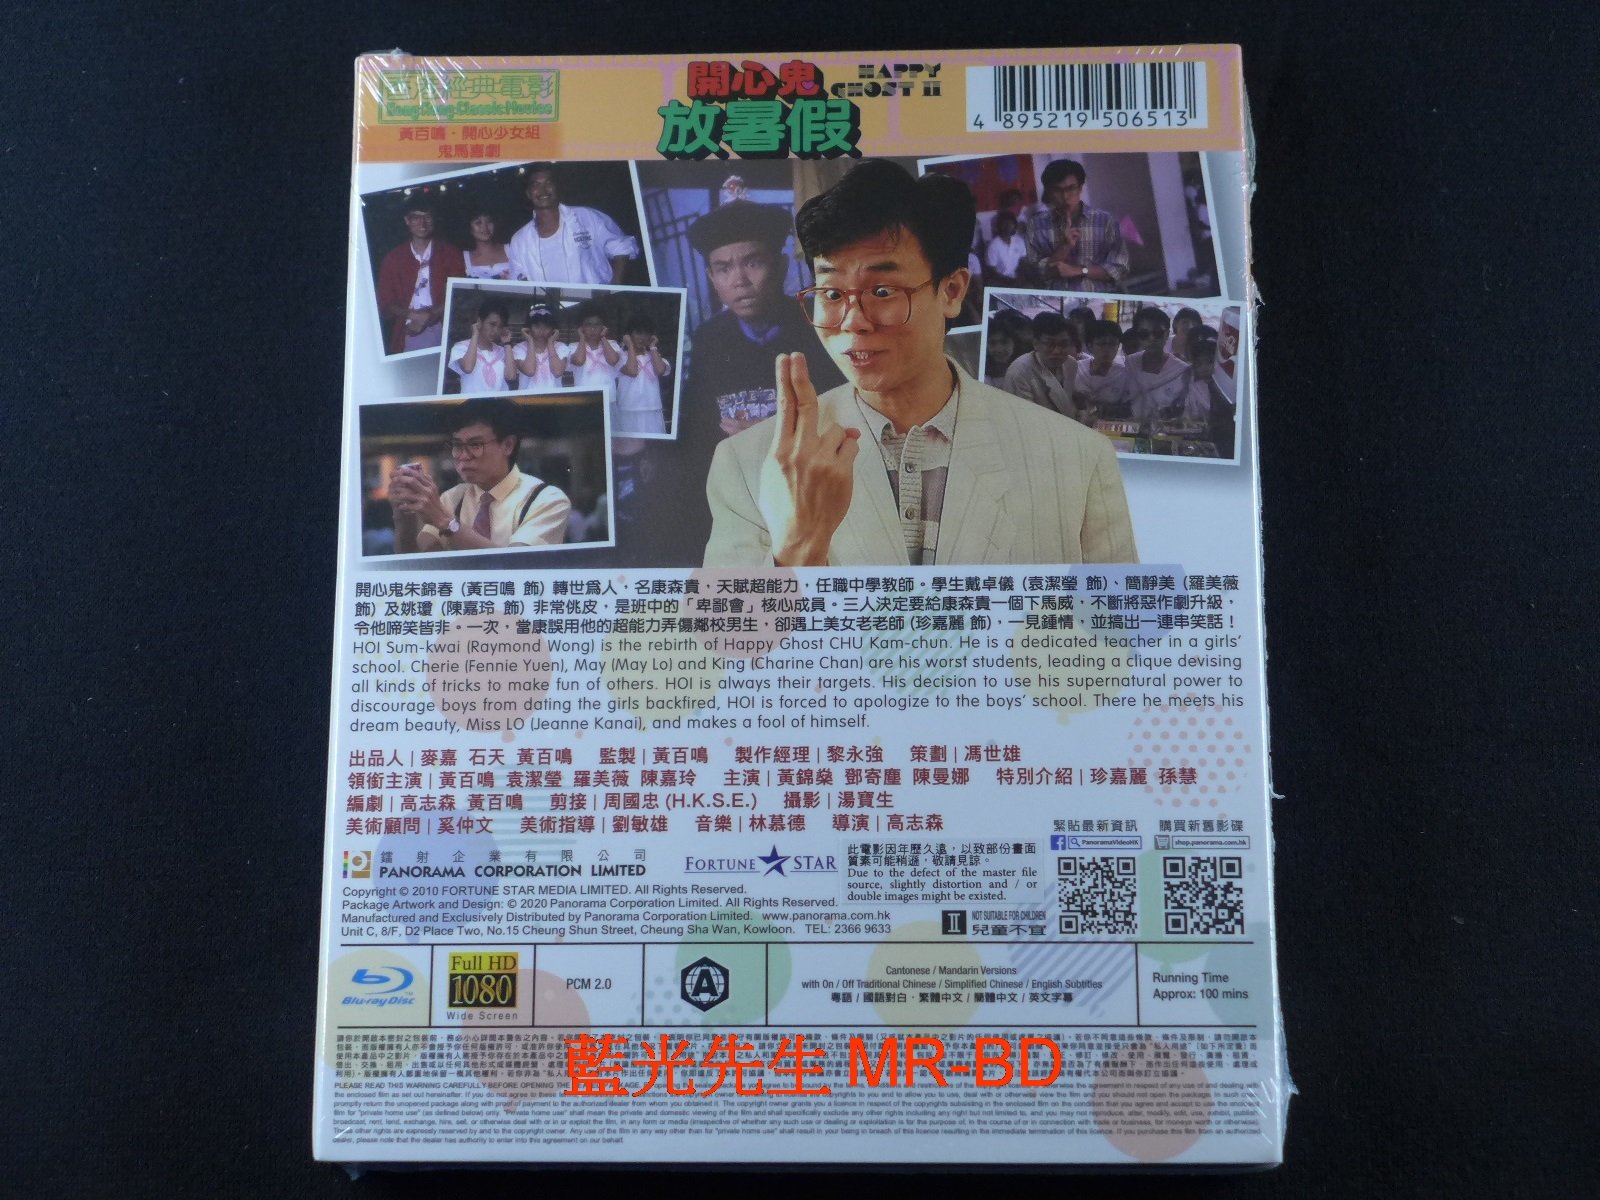 香港經典電影
Hong Kong Classic Movies
黃百鳴·開心少女組
鬼馬喜劇
開心鬼
放暑假
HAPPY
GHOST II
4 895219 506513
開心鬼朱錦春 (黃百鳴 飾) 轉世爲人，名康森貴，天賦超能力，任職中學教師。學生戴卓儀 (袁潔瑩 飾)、簡靜美 (羅美薇
飾) 及姚瓊 (陳嘉玲 飾) 非常佻皮，是班中的「卑鄙會」核心成員。三人決定要給康森貴一個下馬威，不斷將惡作劇升級，
令他啼笑皆非。一次，當康誤用他的超能力弄傷鄰校男生，卻遇上美女老老師 (珍嘉麗 飾)，一見鍾情，並搞出一連串笑話！
HOI Sum-kwai (Raymond Wong) is the rebirth of Happy Ghost CHU Kam-chun. He is a dedicated teacher in a girls'
school. Cherie (Fennie Yuen), May (May Lo) and King (Charine Chan) are his worst students, leading a clique devising
all kinds of tricks to make fun of others. HOI is always their targets. His decision to use his supernatural power to
discourage boys from dating the girls backfired, HOI is forced to apologize to the boys' school. There he meets his
dream beauty, Miss LO (Jeanne Kanai), and makes a fool of himself.
出品人 | 麥嘉 石天 黃百鳴 監製 | 黃百鳴 製作經理 | 黎永強 策劃 | 馮世雄
領銜主演 | 黃百鳴 袁潔瑩 羅美薇 陳嘉玲 主演 | 黃錦燊 鄧寄塵 陳曼娜 特別介紹 | 珍嘉麗 孫慧
編劇 | 高志森 黃百鳴 剪接 | 周國忠 (H.K.S.E.) 攝影 | 湯寶生
美術顧問 | 奚仲文 美術指導 | 劉敏雄 音樂 | 林慕德 導演 | 高志森
緊貼最新資訊 購買新舊影碟
PanoramaVideoHK shop.panorama.com.hk
鐳射企業有限公司
PANORAMA CORPORATION LIMITED
FORTUNE STAR
此電影因年歷久遠，以致部份畫面
質素可能稍遜，敬請見諒。
Due to the defect of the master file
source, slightly distortion and / or
double images might be existed.
Copyright © 2010 FORTUNE STAR MEDIA LIMITED. All Rights Reserved.
Package Artwork and Design: © 2020 Panorama Corporation Limited. All Rights Reserved.
Manufactured and Exclusively Distributed by Panorama Corporation Limited. www.panorama.com.hk
Unit C, 8/F, D2 Place Two, No.15 Cheung Shun Street, Cheung Sha Wan, Kowloon. TEL: 2366 9633
II NOT SUITABLE FOR CHILDREN
兒童不宜
Blu-ray Disc
Full HD
1080
Wide Screen
PCM 2.0
A
Cantonese / Mandarin Versions
with On / Off Traditional Chinese / Simplified Chinese / English Subtitles
粵語 / 國語對白·繁體中文 / 簡體中文 / 英文字幕
Running Time
Approx: 100 mins
藍光先生 MR-BD